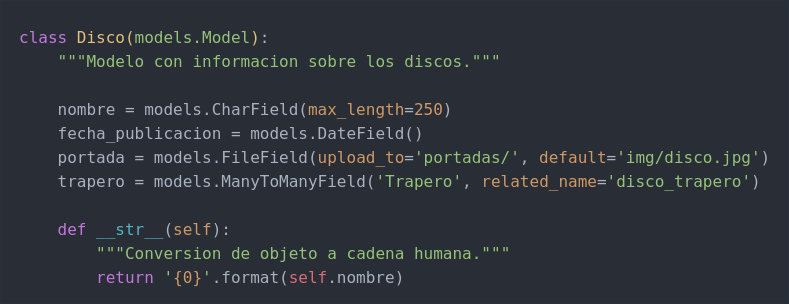 class Disco(models.Model):
    """Modelo con informacion sobre los discos."""
    nombre = models.CharField(max_length=250)
    fecha_publicacion = models.DateField()
    portada = models.FileField(upload_to='portadas/', default='img/disco.jpg')
    trapero = models.ManyToManyField('Trapero', related_name='disco_trapero')
    def __str__(self):
        """Conversion de objeto a cadena humana."""
        return '{0}'.format(self.nombre)